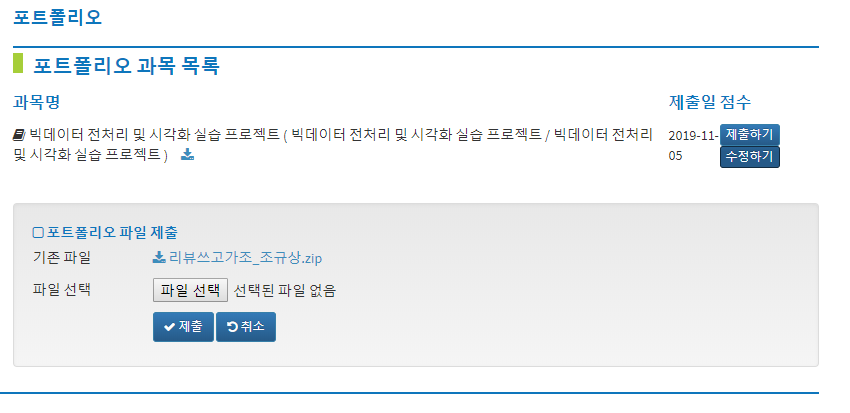 포트폴리오
포트폴리오 과목 목록
과목명 제출일 점수
빅데이터 전처리 및 시각화 실습 프로젝트 ( 빅데이터 전처리 및 시각화 실습 프로젝트 / 빅데이터 전처리 2019-11- 제출하기
및 시각화 실습 프로젝트 ) 05 수정하기
포트폴리오 파일 제출
기존 파일 리뷰쓰고가조_조규상.zip
파일 선택 파일 선택 선택된 파일 없음
제출 취소